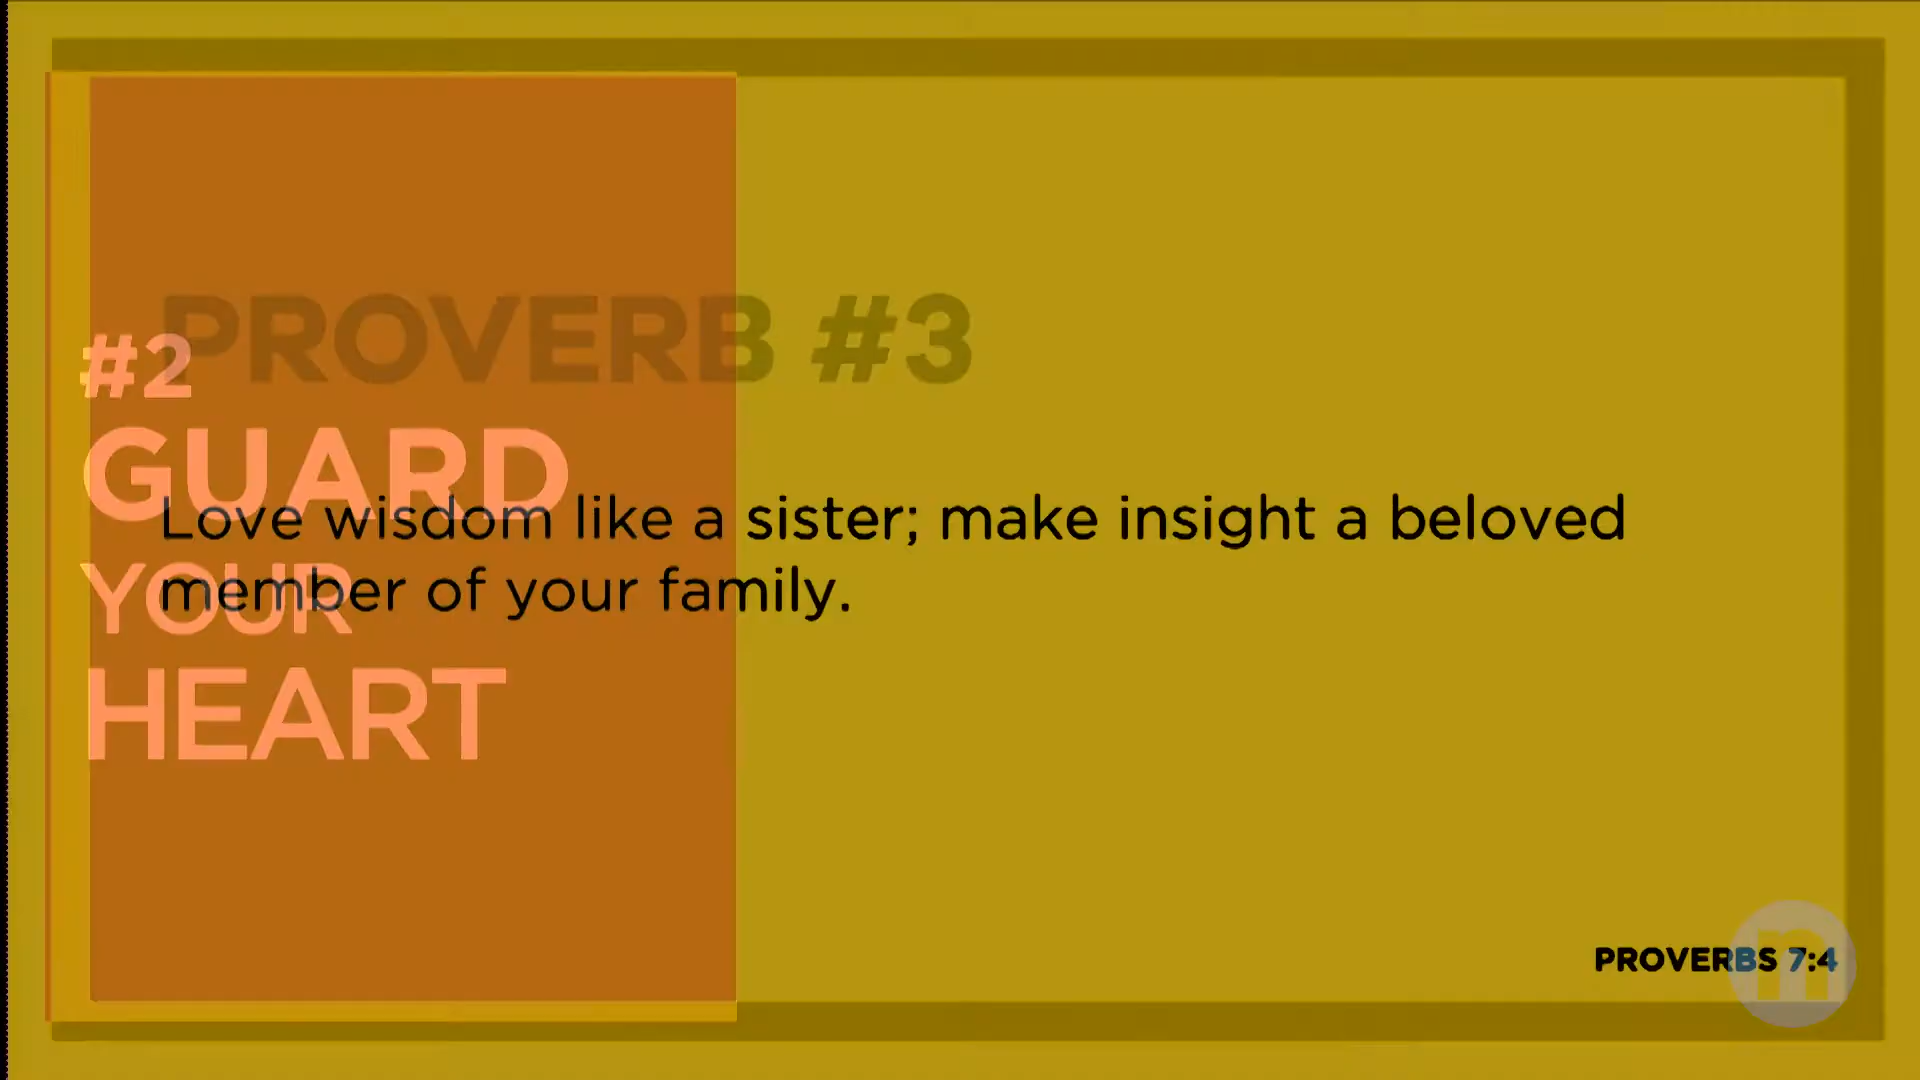 PROVERB #3
#2
GUARD
YOUR
HEART
Love wisdom like a sister; make insight a beloved
member of your family.
PROVERBS 7:4
n